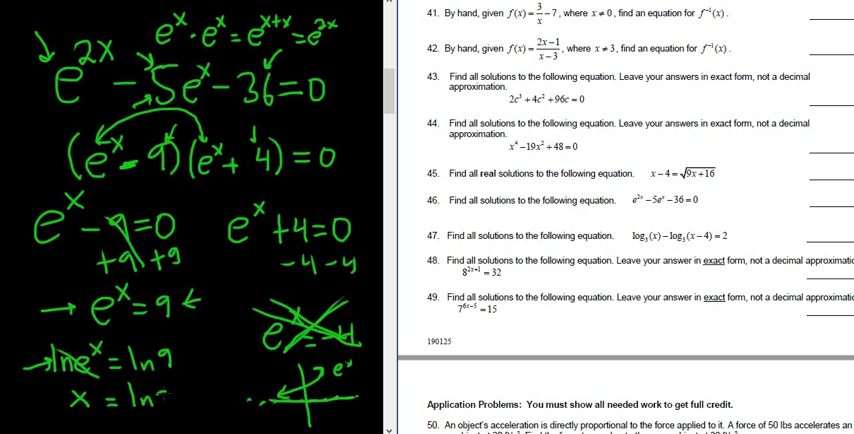 e^x · e^x = e^{x+x} = e^{2x}
e^{2x} - 5e^x - 36 = 0
(e^x - 9)(e^x + 4) = 0
e^x - 9 = 0
+9 +9
→ e^x = 9 ←
→ ln e^x = ln 9
x = ln
e^x + 4 = 0
-4 -4
e^x = -4
e^x
41. By hand, given f(x) = 3/x - 7, where x ≠ 0, find an equation for f⁻¹(x).
42. By hand, given f(x) = (2x-1)/(x-3), where x ≠ 3, find an equation for f⁻¹(x).
43. Find all solutions to the following equation. Leave your answers in exact form, not a decimal
approximation.
2c³ + 4c² + 96c = 0
44. Find all solutions to the following equation. Leave your answers in exact form, not a decimal
approximation.
x⁴ - 19x² + 48 = 0
45. Find all real solutions to the following equation. x - 4 = √(9x + 16)
46. Find all solutions to the following equation. e^{2x} - 5e^x - 36 = 0
47. Find all solutions to the following equation. log₃(x) - log₃(x - 4) = 2
48. Find all solutions to the following equation. Leave your answer in exact form, not a decimal approximati
8^{2x+1} = 32
49. Find all solutions to the following equation. Leave your answer in exact form, not a decimal approximati
7^{6x-5} = 15
190125
Application Problems: You must show all needed work to get full credit.
50. An object's acceleration is directly proportional to the force applied to it. A force of 50 lbs accelerates an